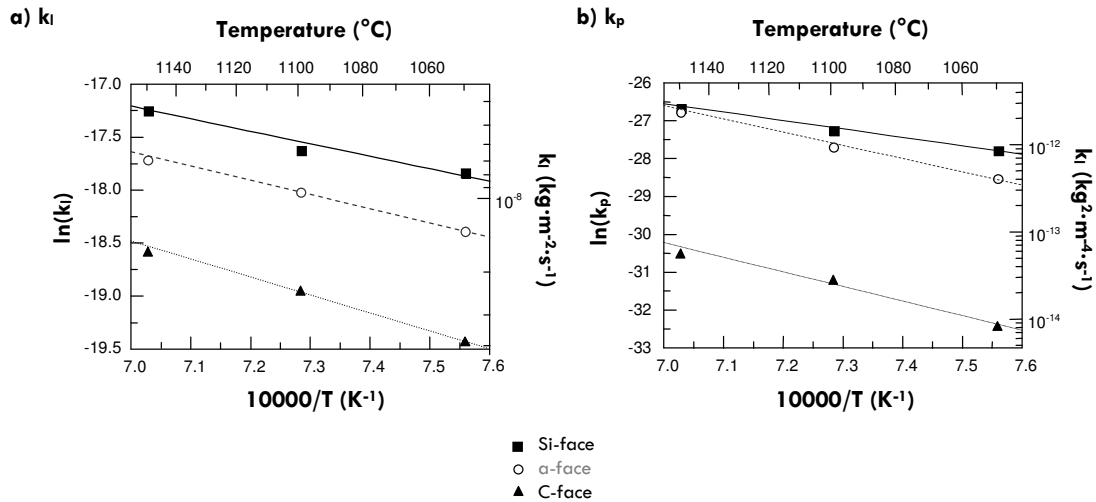 a) kl
Temperature (°C)
1140 1120 1100 1080 1060
-17.0
-17.5
-18.0
-18.5
-19.0
-19.5
ln(kl)
10-8
kl (kg·m-2·s-1)
7.0 7.1 7.2 7.3 7.4 7.5 7.6
10000/T (K-1)
b) kp
Temperature (°C)
1140 1120 1100 1080 1060
-26
-27
-28
-29
-30
-31
-32
-33
ln(kp)
10-12
10-13
10-14
kl (kg2·m-4·s-1)
7.0 7.1 7.2 7.3 7.4 7.5 7.6
10000/T (K-1)
Si-face
a-face
C-face